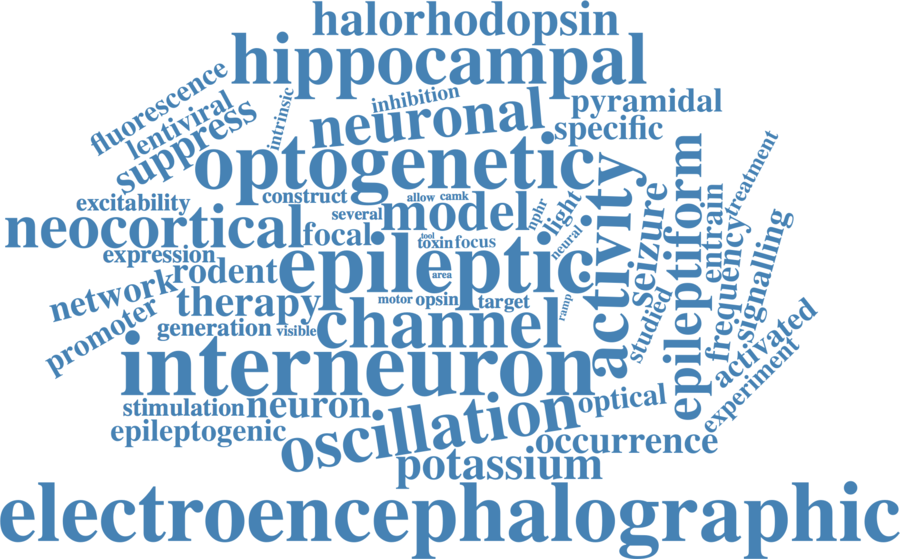 halorhodopsin
hippocampal
fluorescence
lentiviral
suppress
intrinsic
inhibition
neuronal
pyramidal
specific
optogenetic
excitability
construct
allow
camk
several
model
nphr
light
neural
activity
seizure
studied
epileptiform
entrain
treatment
frequency
signalling
neocortical
focal
tool
toxin
focus
expression
rodent
epileptic
area
network
promoter
therapy
motor
opsin
target
ramp
generation
visible
channel
activated
experiment
interneuron
stimulation
neuron
oscillation
optical
epileptogenic
occurrence
potassium
electroencephalographic